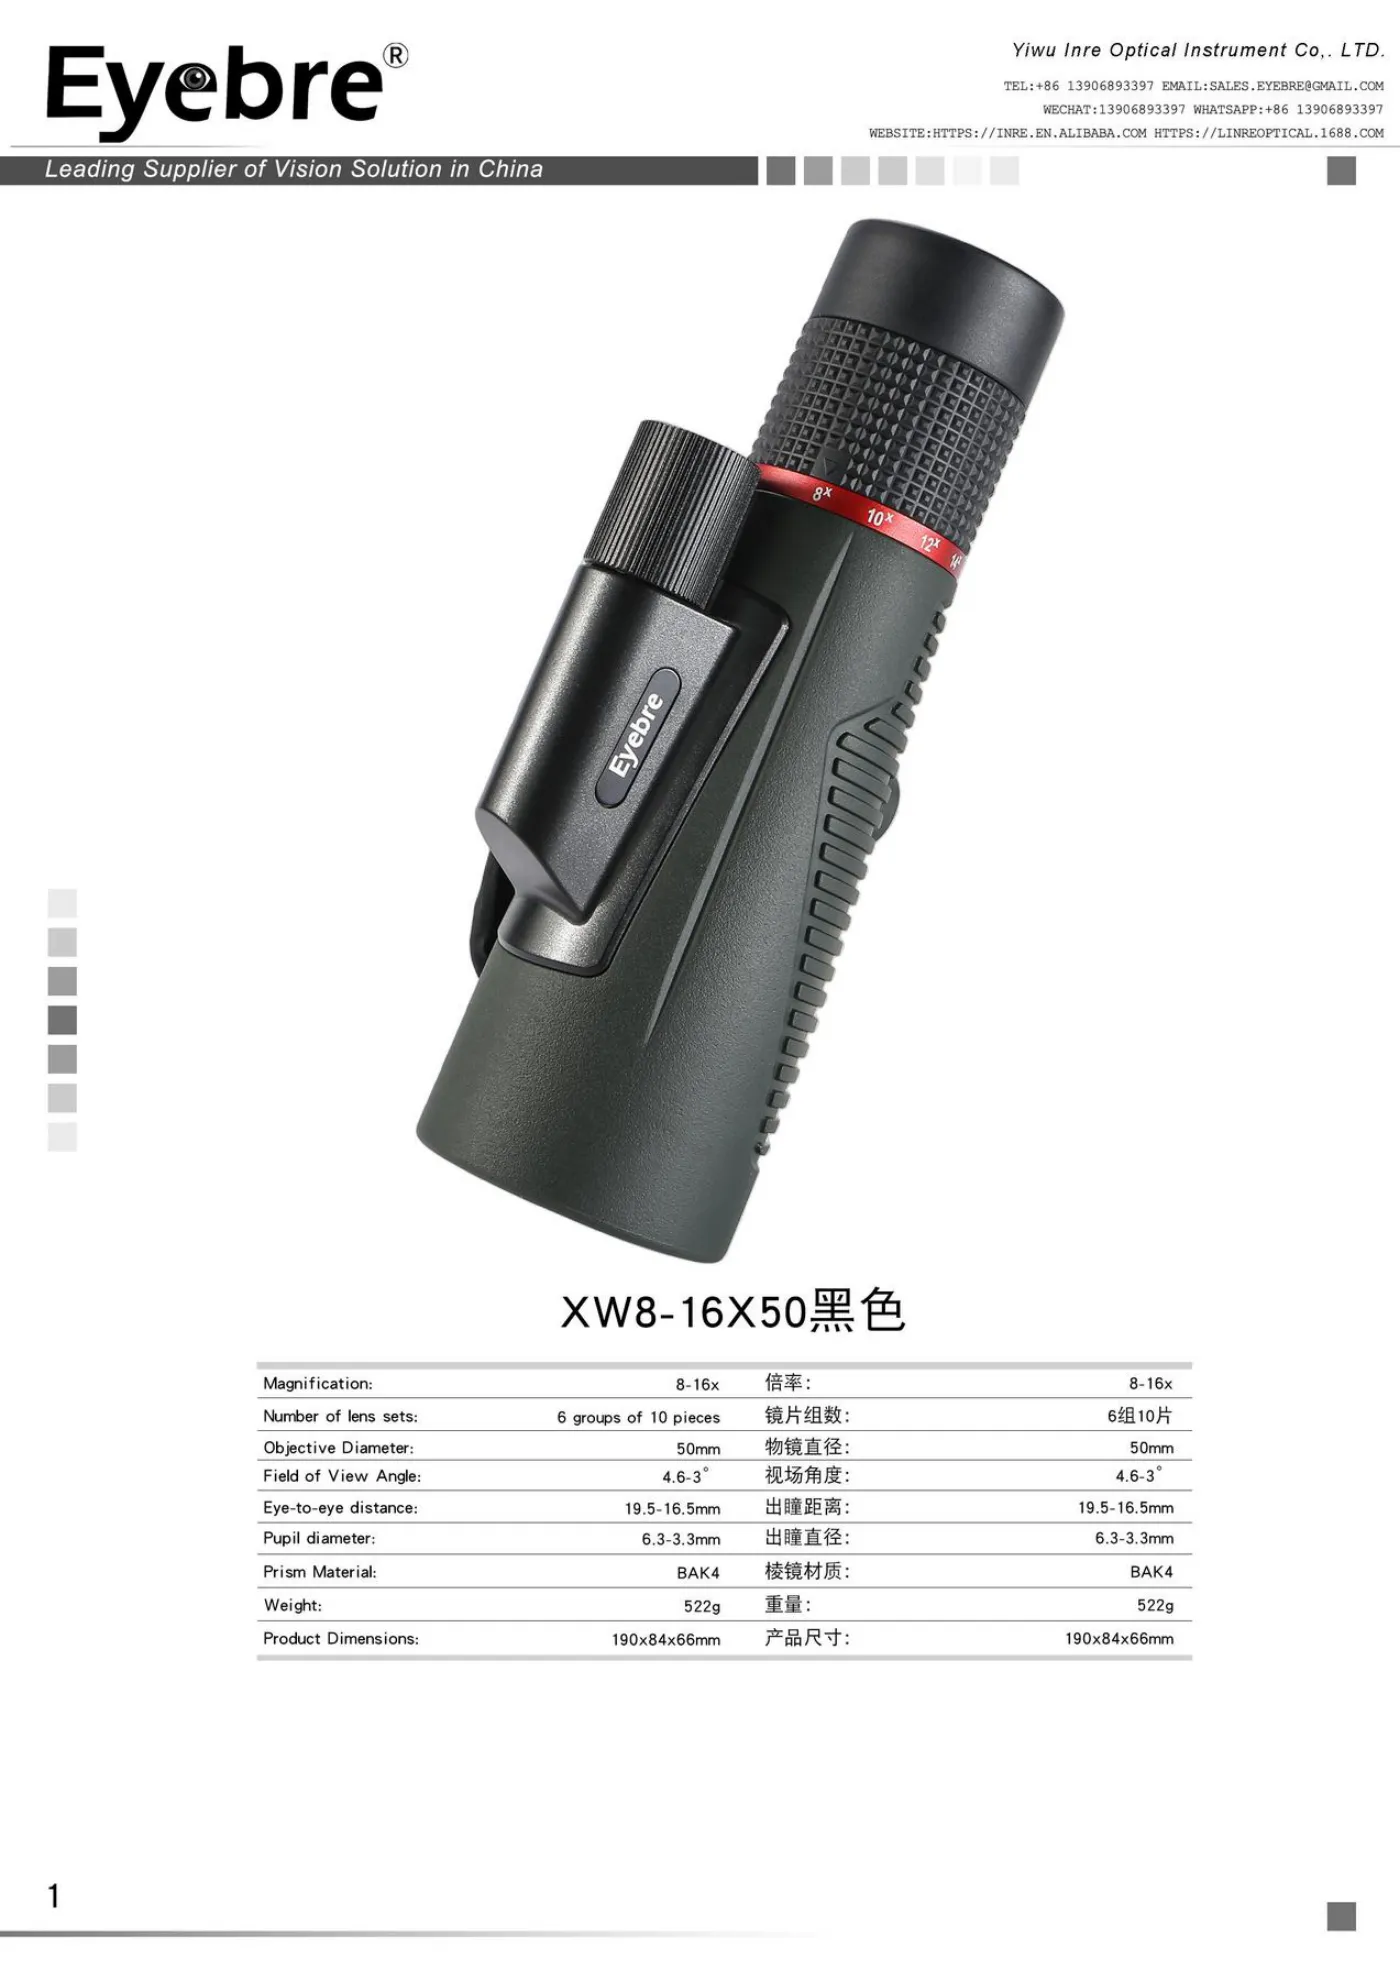 Eyebre®
Yiwu Inre Optical Instrument Co,. LTD.
TEL:+86 13906893397 EMAIL:SALES.EYEBRE@GMAIL.COM
WECHAT:13906893397 WHATSAPP:+86 13906893397
WEBSITE:HTTPS://INRE.EN.ALIBABA.COM HTTPS://LINREOPTICAL.1688.COM
Leading Supplier of Vision Solution in China
8x 10x 12x 14x
Eyebre
XW8-16X50黑色
Magnification: 8-16x 倍率: 8-16x
Number of lens sets: 6 groups of 10 pieces 镜片组数: 6组10片
Objective Diameter: 50mm 物镜直径: 50mm
Field of View Angle: 4.6-3° 视场角度: 4.6-3°
Eye-to-eye distance: 19.5-16.5mm 出瞳距离: 19.5-16.5mm
Pupil diameter: 6.3-3.3mm 出瞳直径: 6.3-3.3mm
Prism Material: BAK4 棱镜材质: BAK4
Weight: 522g 重量: 522g
Product Dimensions: 190x84x66mm 产品尺寸: 190x84x66mm
1